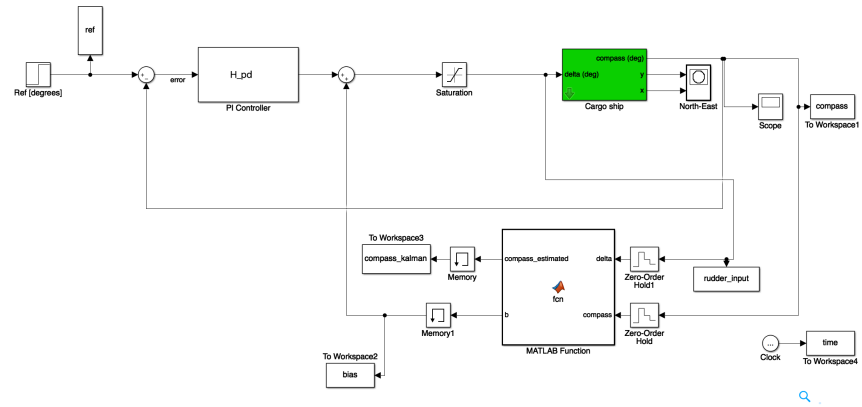 ref
Ref [degrees]
error
H_pd
PI Controller
Saturation
compass (deg)
delta (deg)
y
x
Cargo ship
North-East
Scope
compass
To Workspace1
To Workspace3
compass_kalman
Memory
compass_estimated
delta
fcn
b
compass
MATLAB Function
Zero-Order
Hold1
rudder_input
Zero-Order
Hold
Memory1
To Workspace2
bias
...
Clock
time
To Workspace4